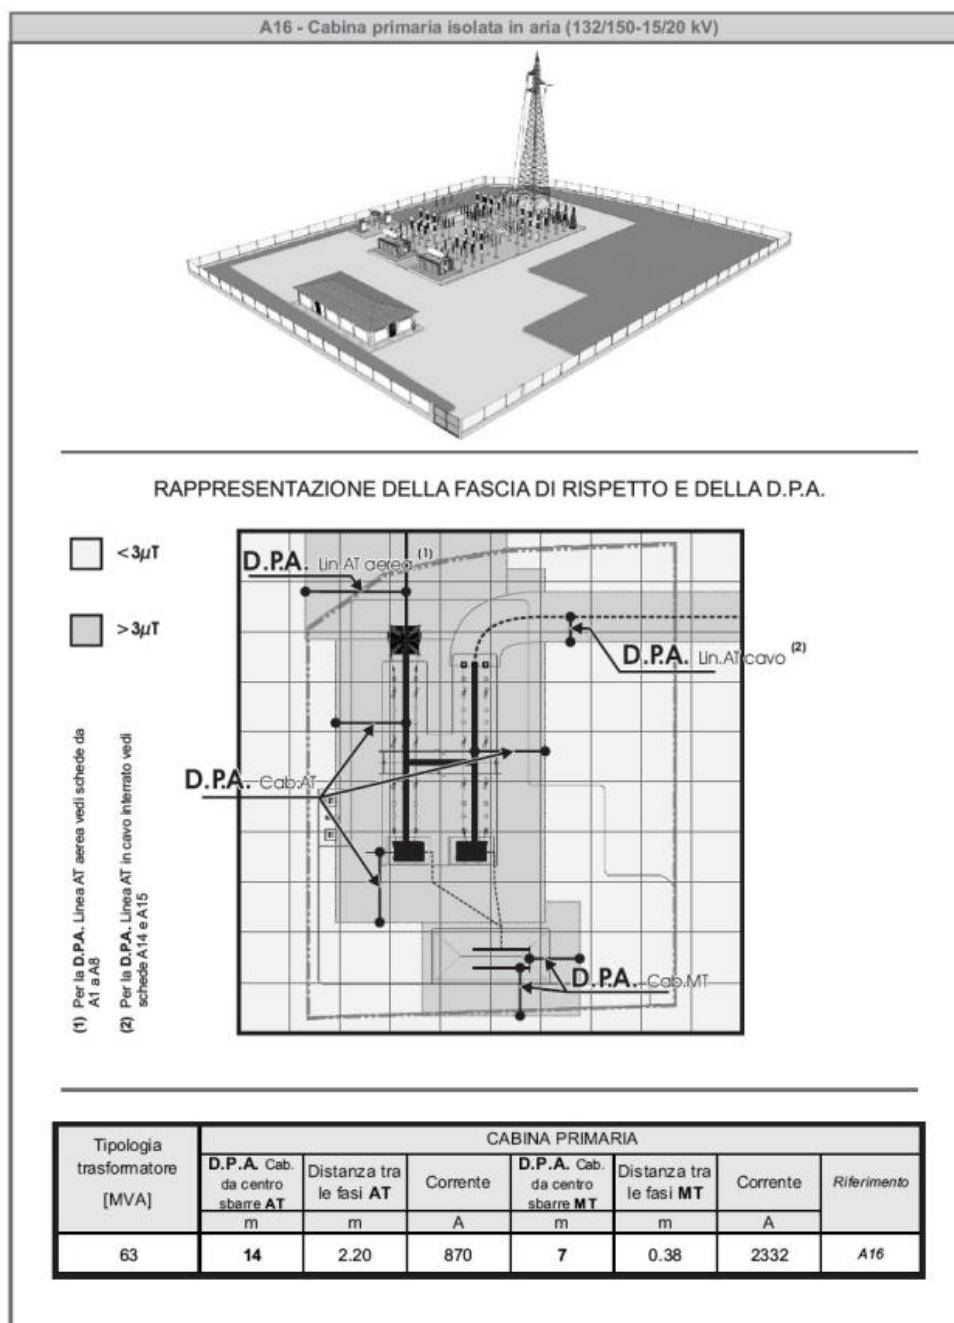 A16 - Cabina primaria isolata in aria (132/150-15/20 kV)
RAPPRESENTAZIONE DELLA FASCIA DI RISPETTO E DELLA D.P.A.
<3µT
>3µT
D.P.A. Lin.AT aerea (1)
D.P.A. Lin.AT cavo (2)
D.P.A. Cab.AT
D.P.A. Cab.MT
(1) Per la D.P.A. Linea AT aerea vedi schede da
A1 a A8
(2) Per la D.P.A. Linea AT in cavo interrato vedi
schede A14 e A15
Tipologia
trasformatore
[MVA]
CABINA PRIMARIA
D.P.A. Cab.
da centro
sbarre AT
Distanza tra
le fasi AT
Corrente
D.P.A. Cab.
da centro
sbarre MT
Distanza tra
le fasi MT
Corrente
Riferimento
m m A m m A
63 14 2.20 870 7 0.38 2332 A16